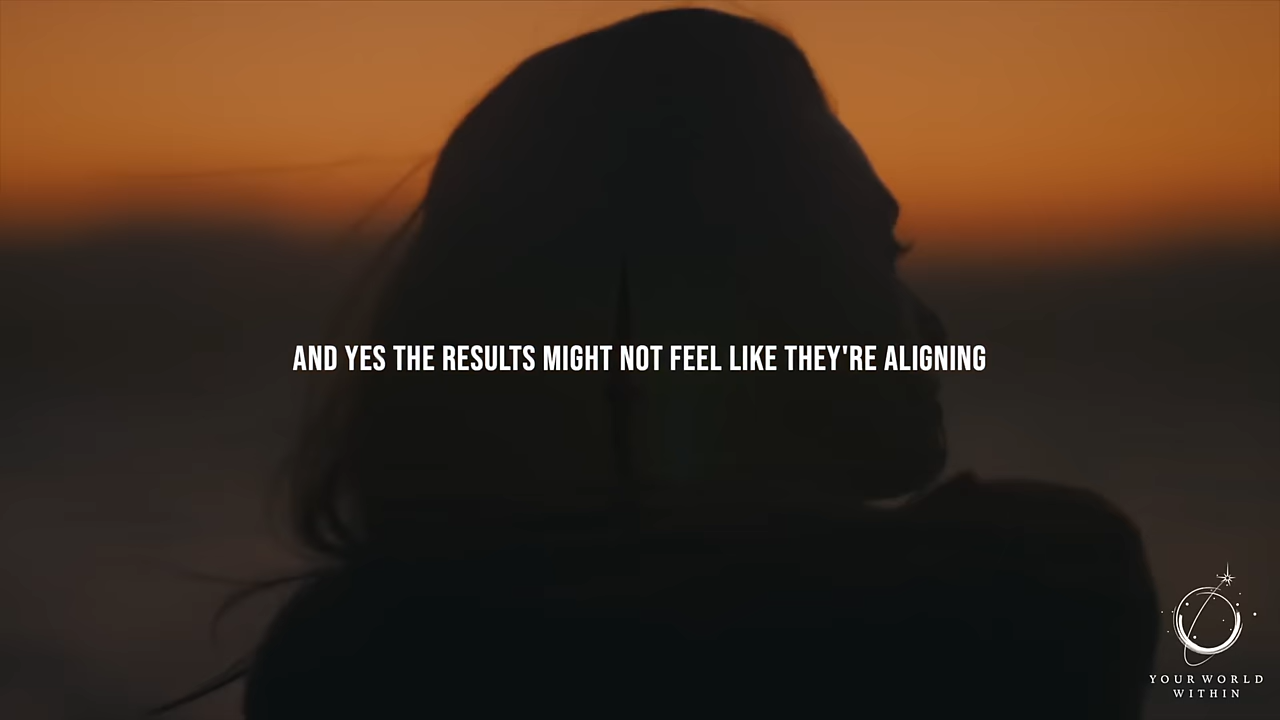 AND YES THE RESULTS MIGHT NOT FEEL LIKE THEY'RE ALIGNING
YOUR WORLD
WITHIN